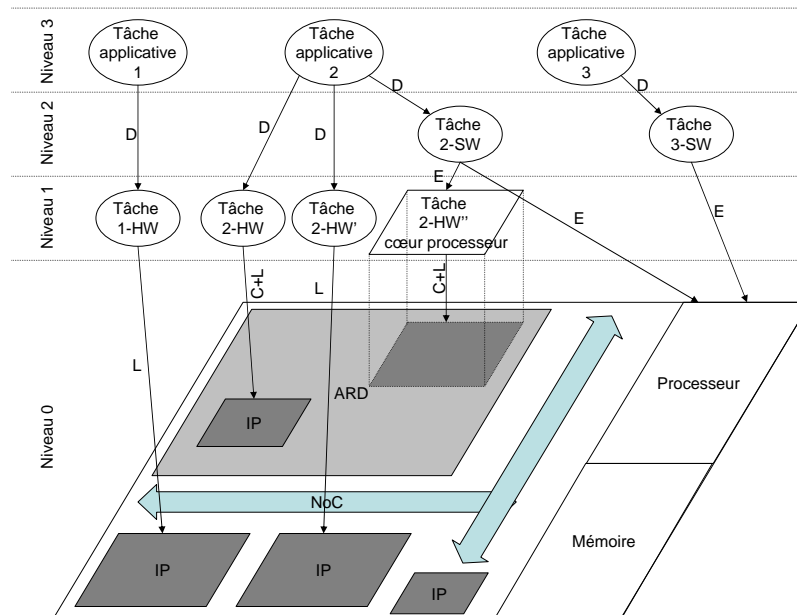 Niveau 3
Tâche
applicative
1
Tâche
applicative
2
Tâche
applicative
3
D
D
Niveau 2
D
D
D
Tâche
2-SW
Tâche
3-SW
E
E
E
Niveau 1
Tâche
1-HW
Tâche
2-HW
Tâche
2-HW'
Tâche
2-HW''
cœur processeur
C+L
L
C+L
L
Niveau 0
ARD
IP
Processeur
NoC
Mémoire
IP
IP
IP